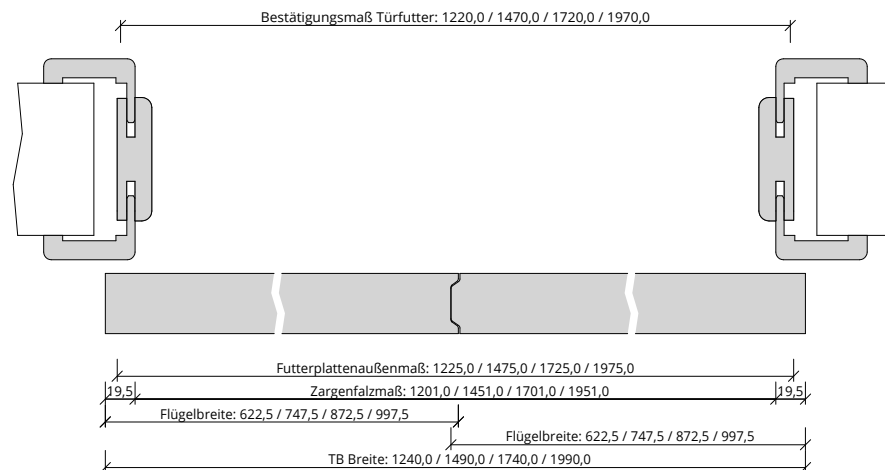 Bestätigungsmaß Türfutter: 1220,0 / 1470,0 / 1720,0 / 1970,0
Futterplattenaußenmaß: 1225,0 / 1475,0 / 1725,0 / 1975,0
19,5 Zargenfalzmaß: 1201,0 / 1451,0 / 1701,0 / 1951,0 19,5
Flügelbreite: 622,5 / 747,5 / 872,5 / 997,5
Flügelbreite: 622,5 / 747,5 / 872,5 / 997,5
TB Breite: 1240,0 / 1490,0 / 1740,0 / 1990,0